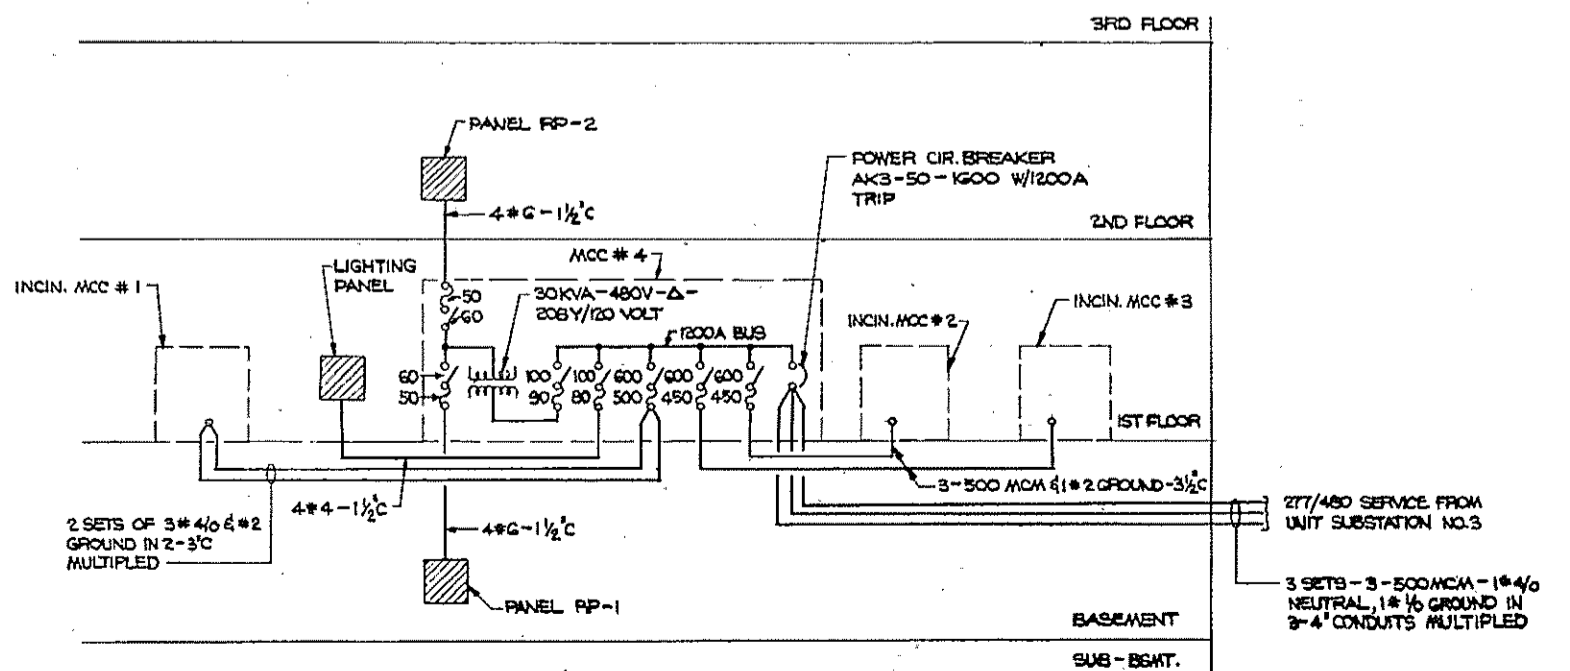 3RD FLOOR
PANEL RP-2
POWER CIR. BREAKER
AK3-50-1600 W/1200A
TRIP
4#6-1½"C
2ND FLOOR
MCC #4
LIGHTING
PANEL
INCIN. MCC #1
50
60
30KVA-480V-Δ-
208Y/120 VOLT
1200A BUS
INCIN. MCC #2
INCIN. MCC #3
60
50
100
90
100
80
600
500
600
450
600
450
1ST FLOOR
3-500 MCM & 1#2 GROUND-3½"C
4#4-1½"C
2 SETS OF 3#4/0 & #2
GROUND IN 2-3"C
MULTIPLED
4#6-1½"C
277/480 SERVICE FROM
UNIT SUBSTATION NO.3
PANEL RP-1
3 SETS-3-500MCM-1#4/0
NEUTRAL, 1#1/0 GROUND IN
3-4" CONDUITS MULTIPLED
BASEMENT
SUB-BSMT.